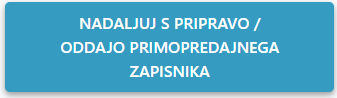 NADALJUJ S PRIPRAVO /
ODDAJO PRIMOPREDAJNEGA
ZAPISNIKA